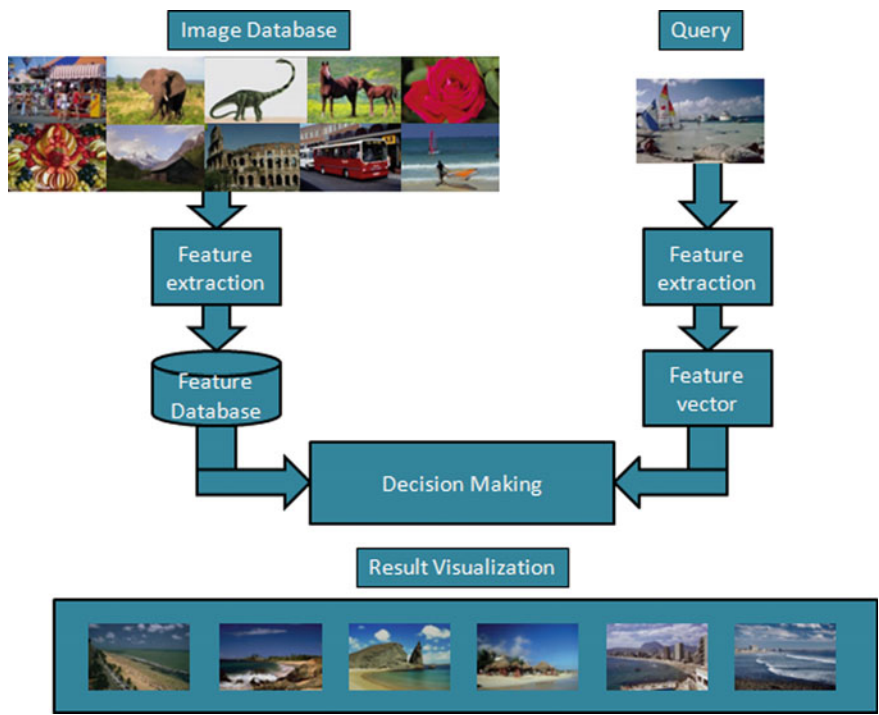 Image Database
Query
Feature
extraction
Feature
extraction
Feature
Database
Feature
vector
Decision Making
Result Visualization